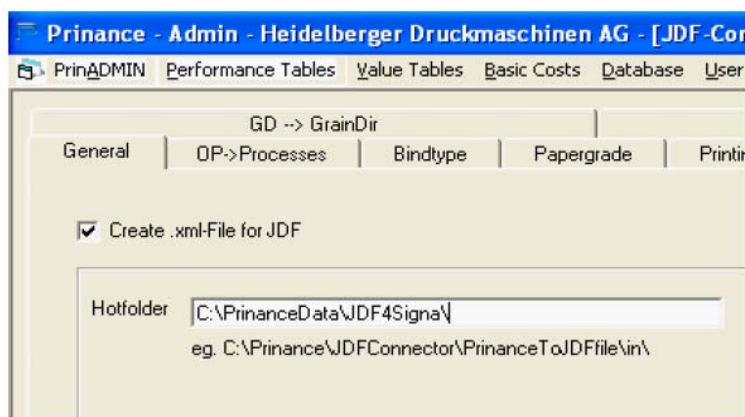 Prinance - Admin - Heidelberger Druckmaschinen AG - [JDF-Co
PrinADMIN Performance Tables Value Tables Basic Costs Database User
GD --> GrainDir
General OP->Processes Bindtype Papergrade Printin
Create .xml-File for JDF
Hotfolder C:\PrinanceData\JDF4Signa\
eg. C:\Prinance\JDFConnector\PrinanceToJDFfile\in\